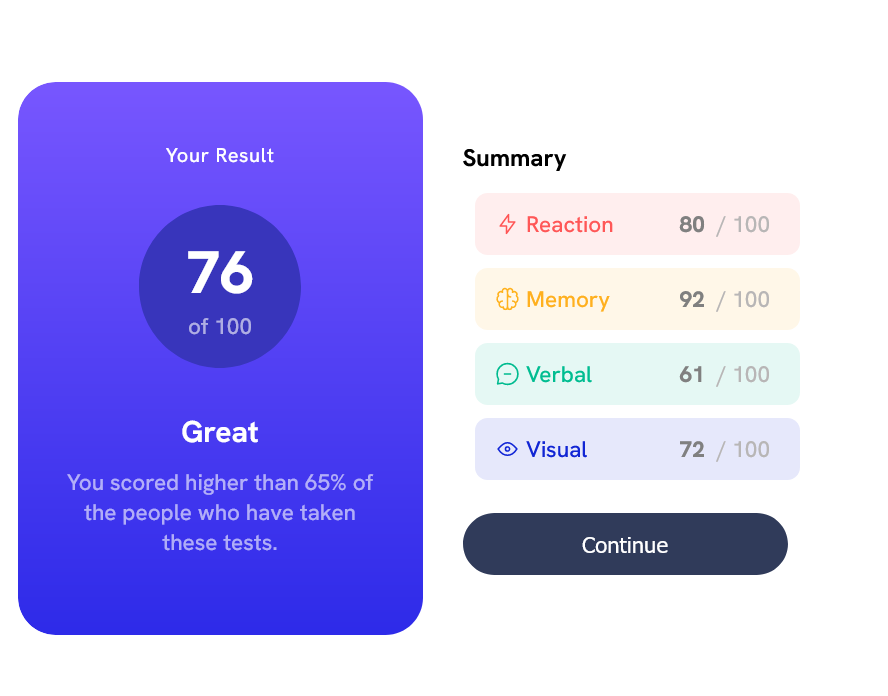 Your Result
76
of 100
Great
You scored higher than 65% of
the people who have taken
these tests.
Summary
Reaction 80 / 100
Memory 92 / 100
Verbal 61 / 100
Visual 72 / 100
Continue